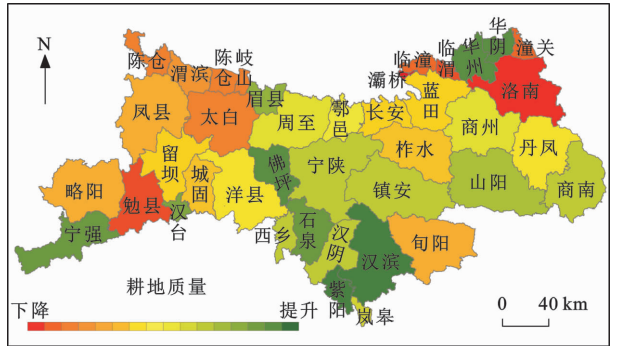 N
陈仓
渭滨
陈仓
岐山
眉县
凤县
太白
周至
鄠邑
长安
蓝田
灞桥
临潼
临渭
华州
华阴
潼关
洛南
商州
丹凤
柞水
山阳
商南
镇安
宁陕
佛坪
洋县
城固
留坝
略阳
勉县
汉台
宁强
西乡
石泉
汉阴
汉滨
旬阳
紫阳
岚皋
耕地质量
下降
提升
0 40 km